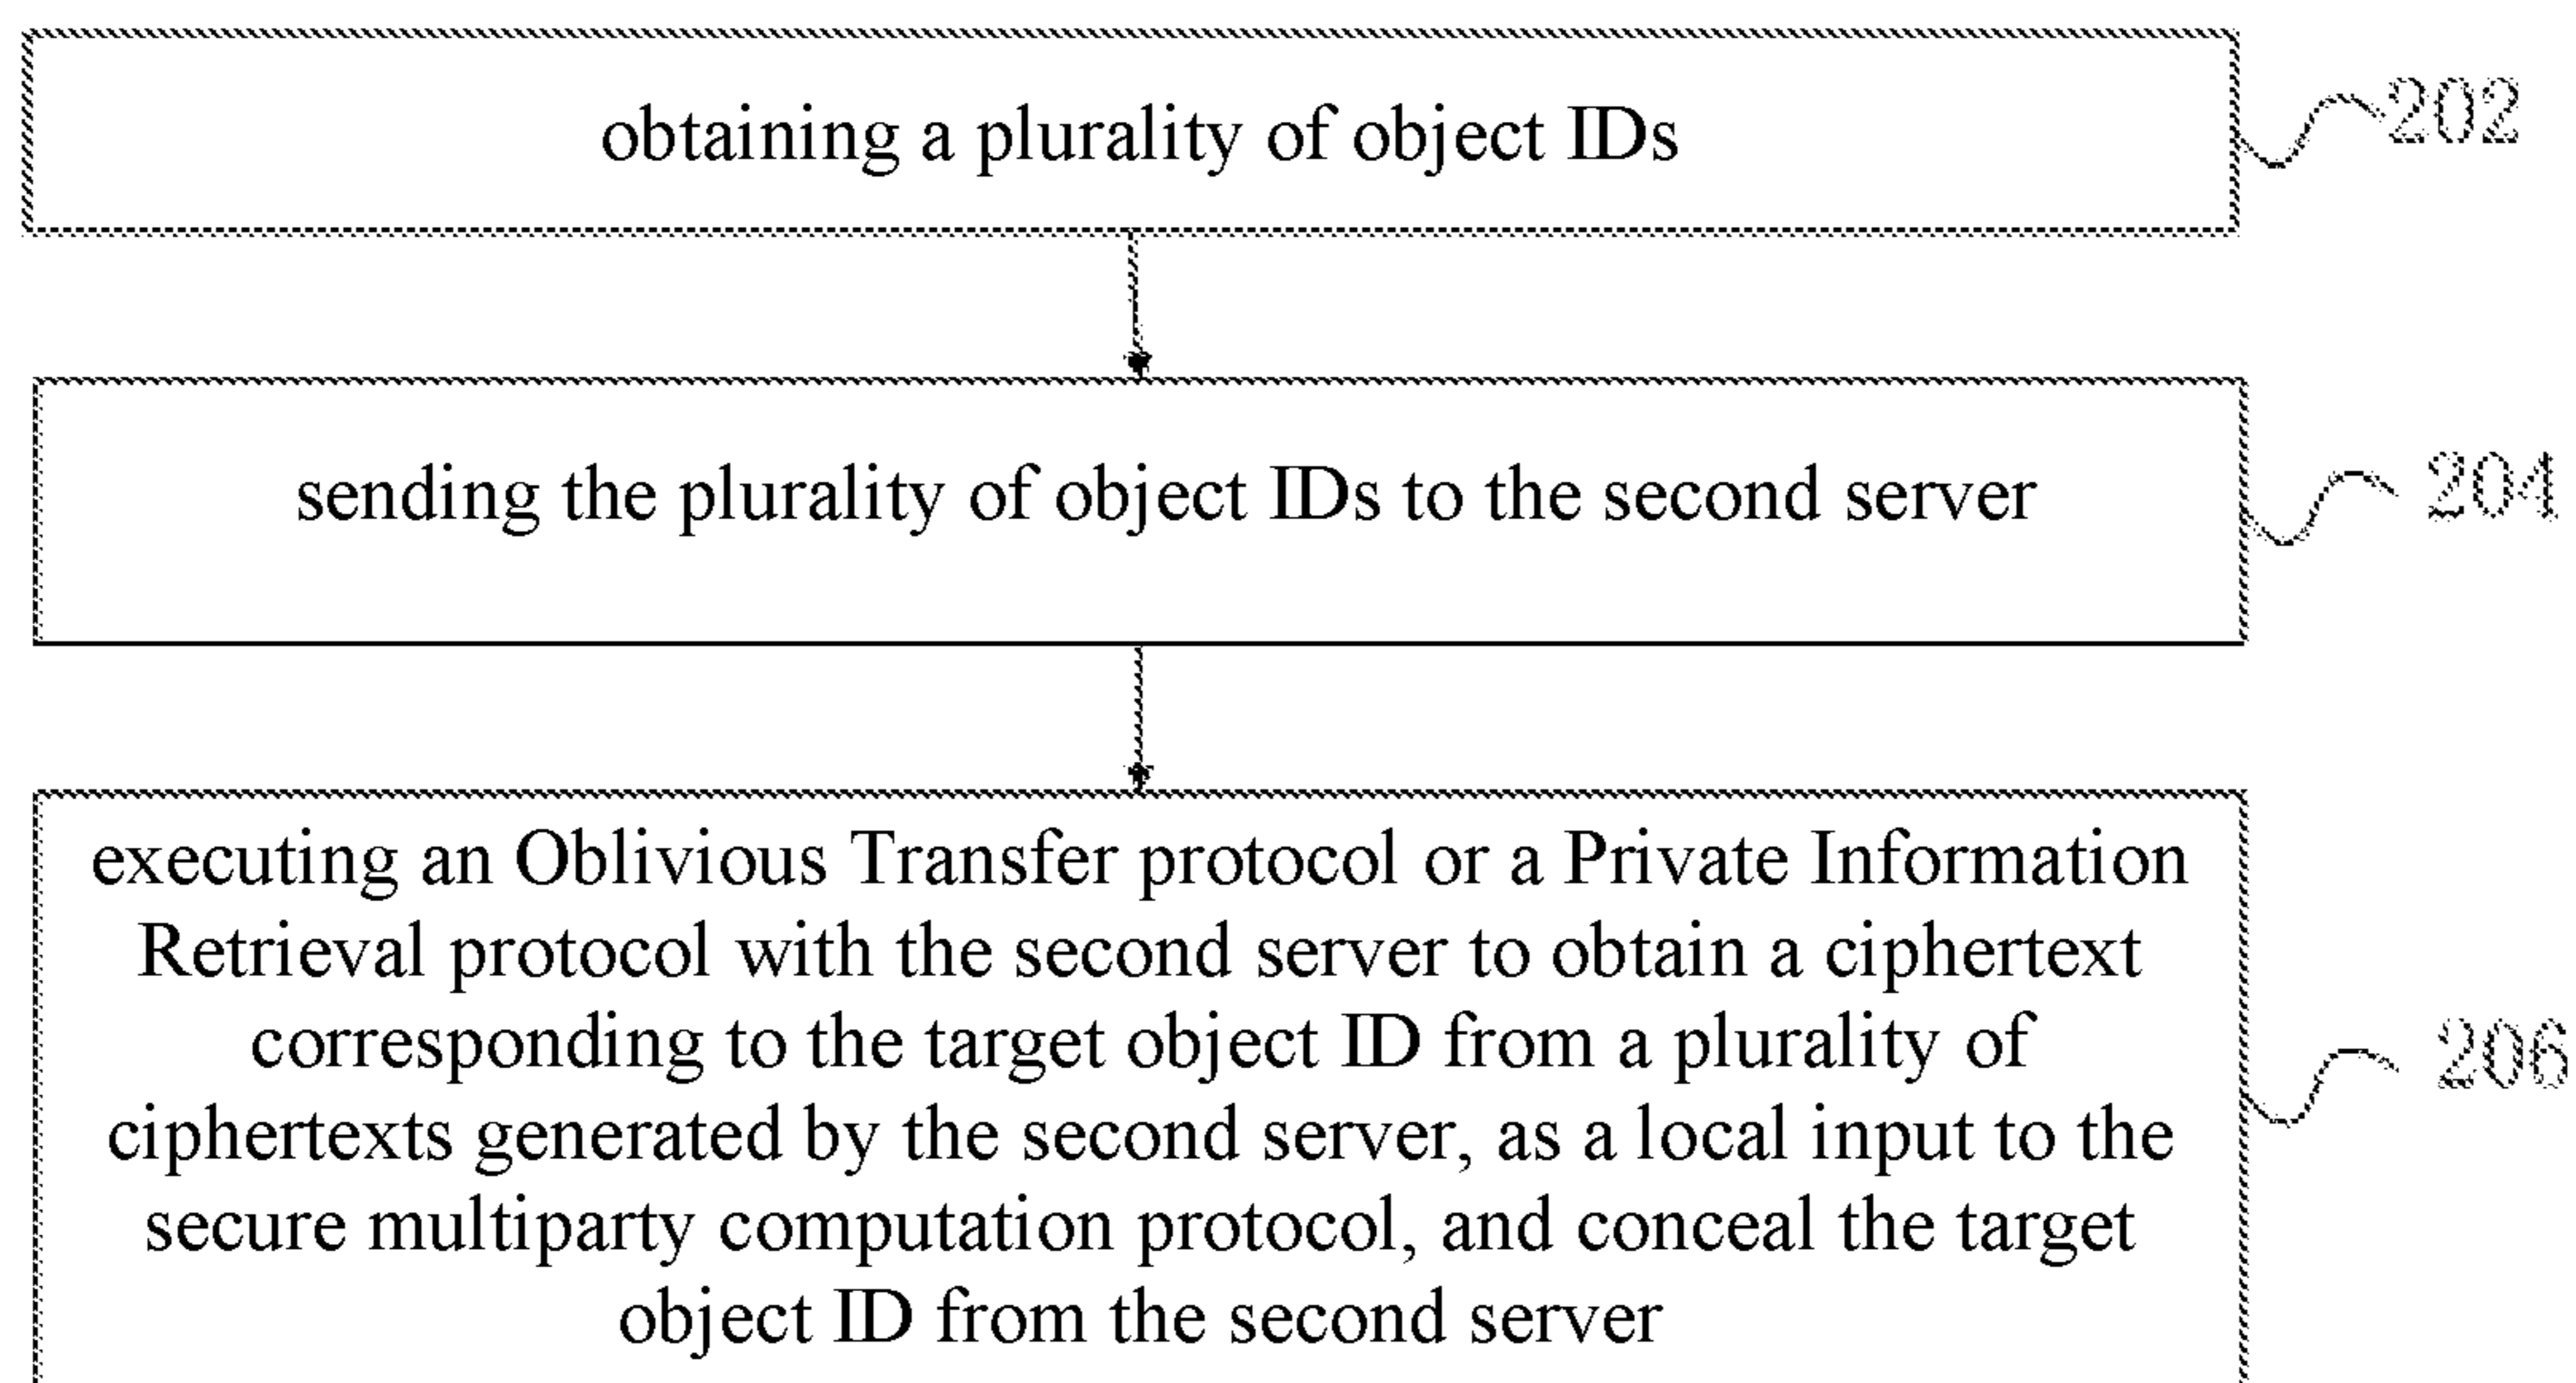 obtaining a plurality of object IDs
202
sending the plurality of object IDs to the second server
204
executing an Oblivious Transfer protocol or a Private Information
Retrieval protocol with the second server to obtain a ciphertext
corresponding to the target object ID from a plurality of
ciphertexts generated by the second server, as a local input to the
secure multiparty computation protocol, and conceal the target
object ID from the second server
206